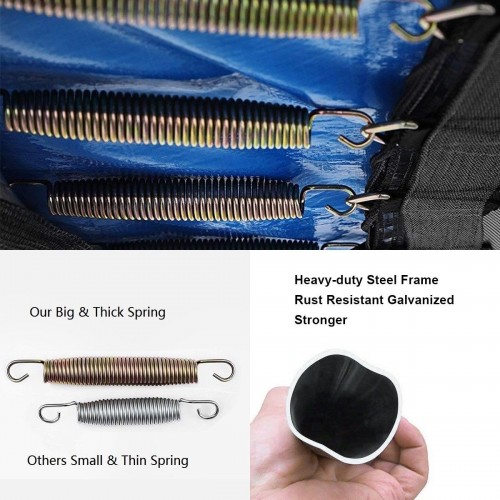 Our Big & Thick Spring
Others Small & Thin Spring
Heavy-duty Steel Frame
Rust Resistant Galvanized
Stronger